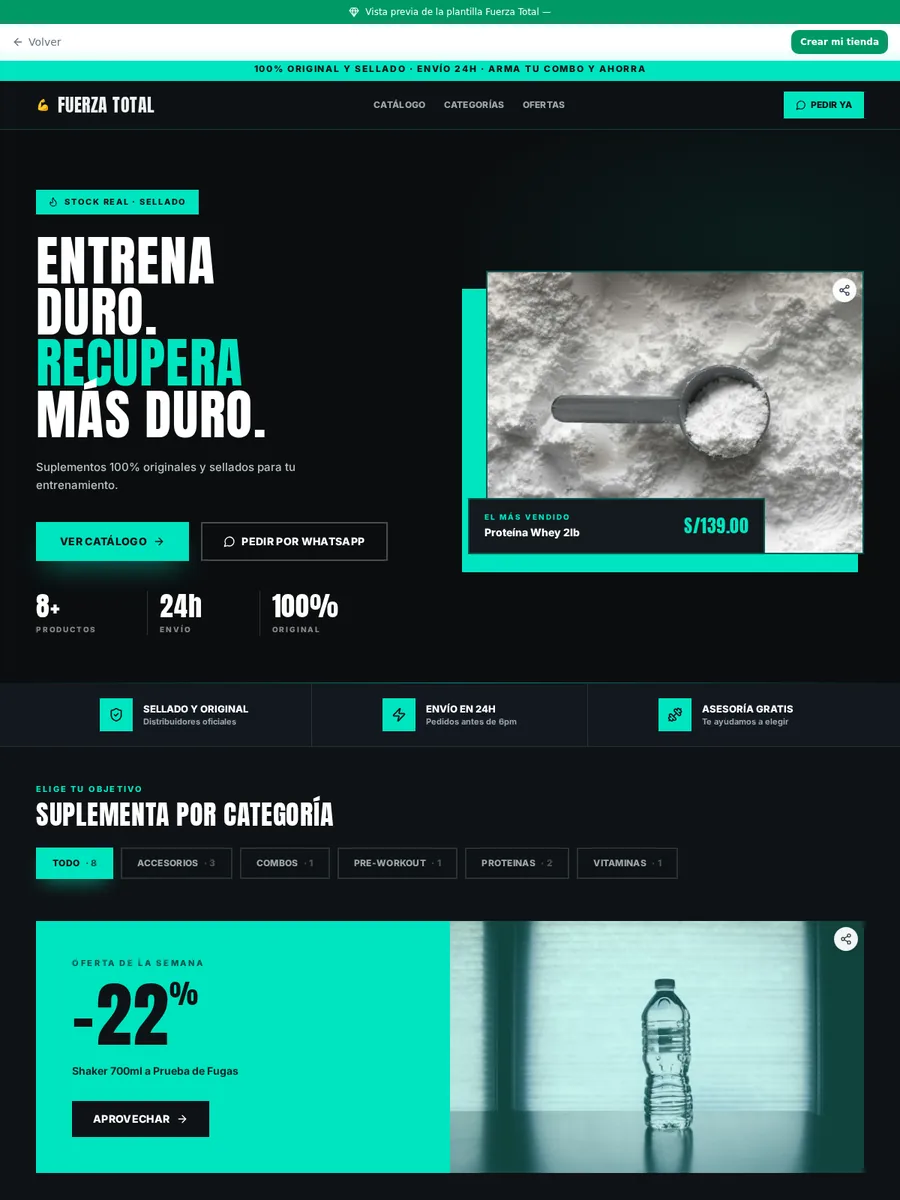 Vista previa de la plantilla Fuerza Total —
Volver
Crear mi tienda
100% ORIGINAL Y SELLADO · ENVÍO 24H · ARMA TU COMBO Y AHORRA
FUERZA TOTAL
CATÁLOGO
CATEGORÍAS
OFERTAS
PEDIR YA
STOCK REAL · SELLADO
ENTRENA
DURO.
RECUPERA
MÁS DURO.
Suplementos 100% originales y sellados para tu
entrenamiento.
VER CATÁLOGO
PEDIR POR WHATSAPP
EL MÁS VENDIDO
Proteína Whey 2lb
S/139.00
8+
PRODUCTOS
24h
ENVÍO
100%
ORIGINAL
SELLADO Y ORIGINAL
Distribuidores oficiales
ENVÍO EN 24H
Pedidos antes de 6pm
ASESORÍA GRATIS
Te ayudamos a elegir
ELIGE TU OBJETIVO
SUPLEMENTA POR CATEGORÍA
TODO · 8
ACCESORIOS · 3
COMBOS · 1
PRE-WORKOUT · 1
PROTEINAS · 2
VITAMINAS · 1
OFERTA DE LA SEMANA
-22%
Shaker 700ml a Prueba de Fugas
APROVECHAR